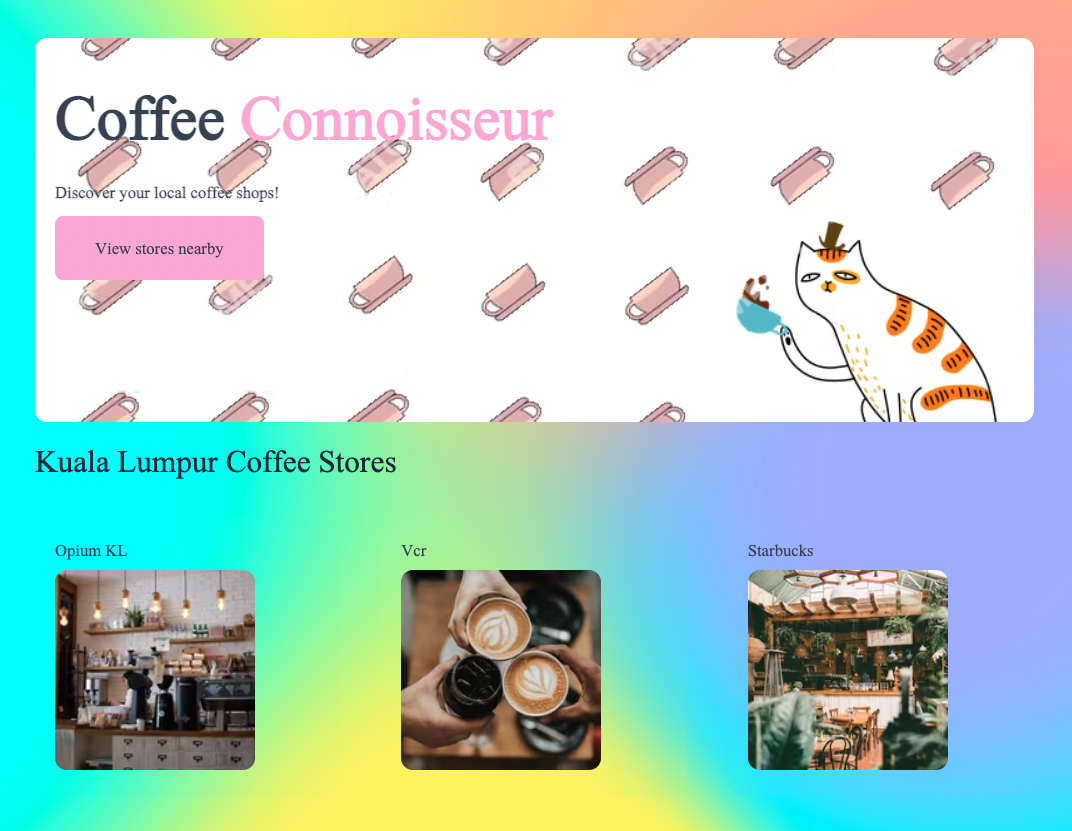 Coffee Connoisseur
Discover your local coffee shops!
View stores nearby
Kuala Lumpur Coffee Stores
Opium KL
Vcr
Starbucks